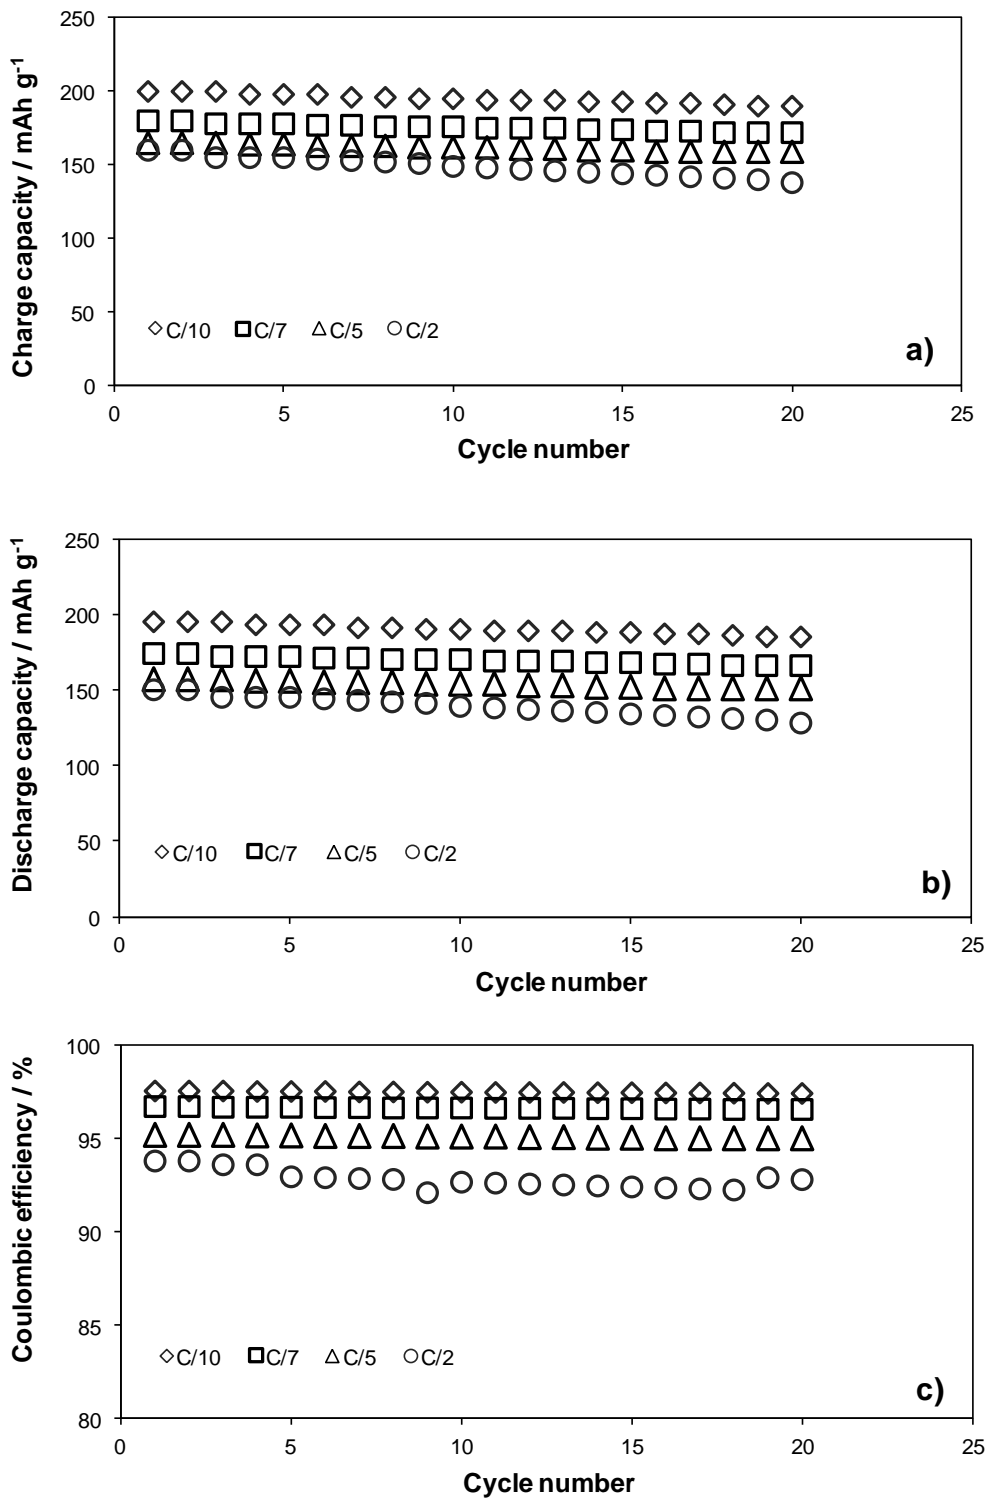 250
200
150
100
50
0
Charge capacity / mAh g-1
C/10 C/7 C/5 C/2
a)
0 5 10 15 20 25
Cycle number
250
200
150
100
50
0
Discharge capacity / mAh g-1
C/10 C/7 C/5 C/2
b)
0 5 10 15 20 25
Cycle number
100
95
90
85
80
Coulombic efficiency / %
C/10 C/7 C/5 C/2
c)
0 5 10 15 20 25
Cycle number